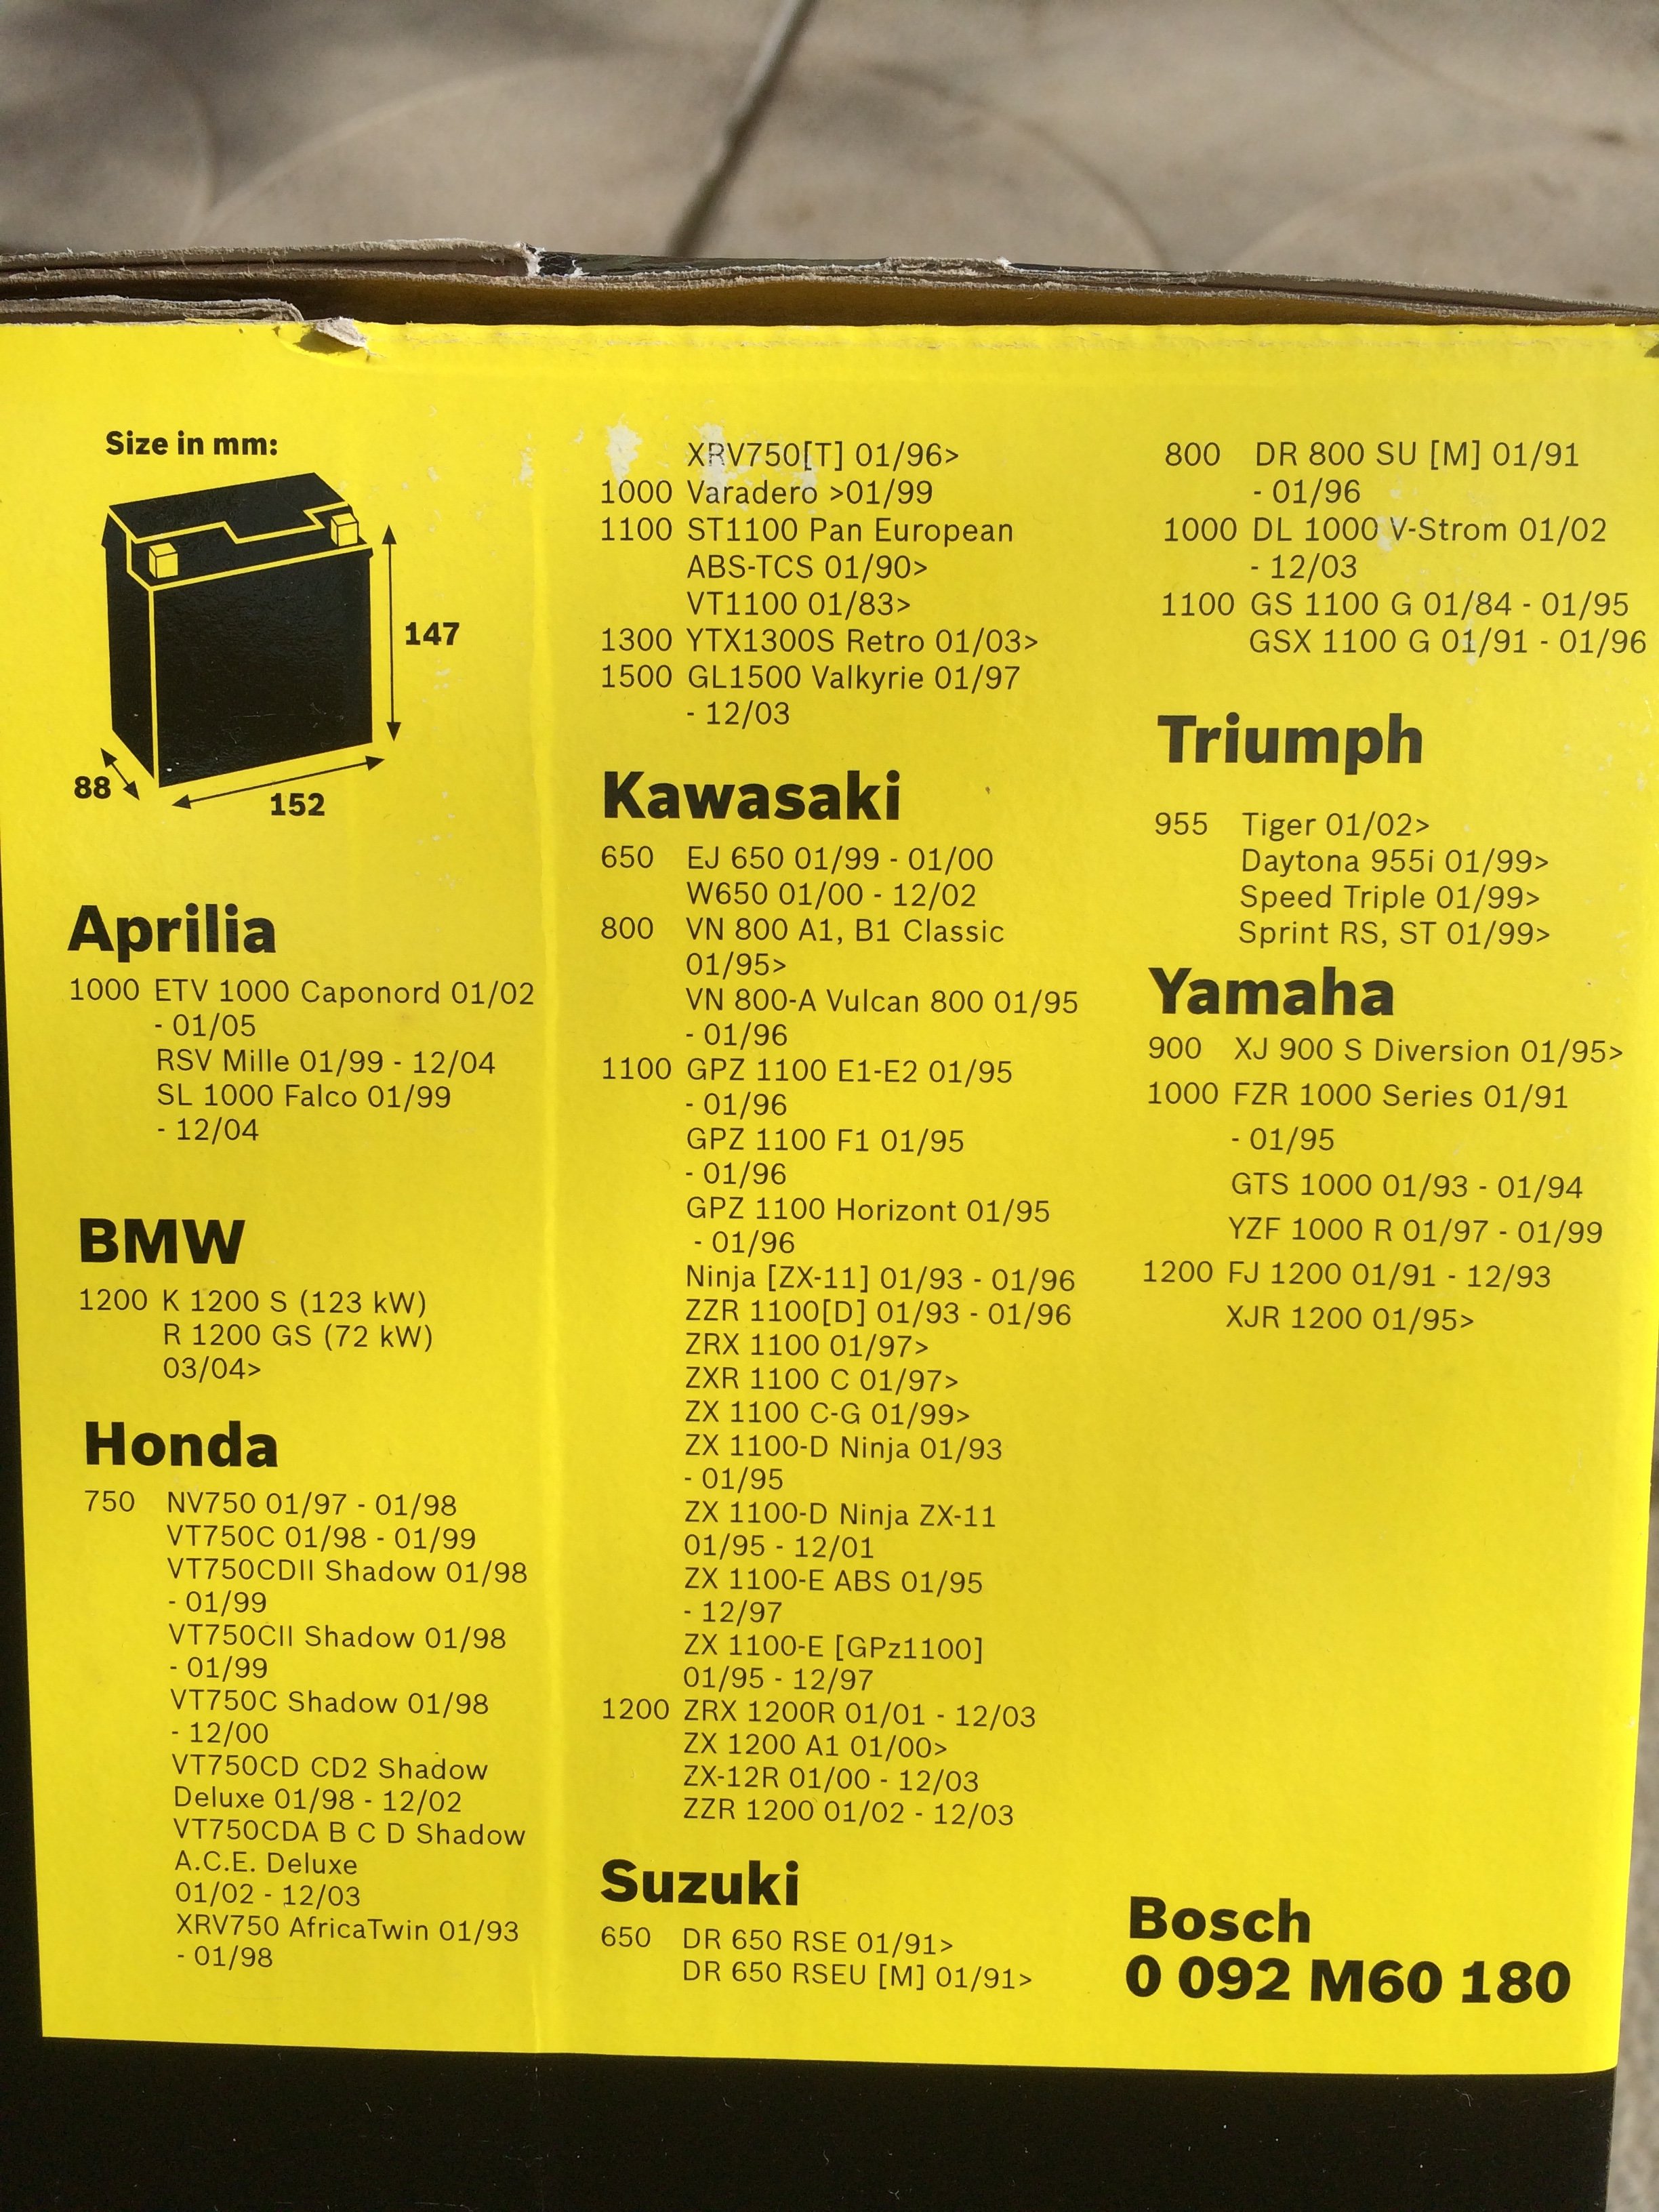 Size in mm:
147
88
152
Aprilia
1000 ETV 1000 Caponord 01/02
- 01/05
RSV Mille 01/99 - 12/04
SL 1000 Falco 01/99
- 12/04
BMW
1200 K 1200 S (123 kW)
R 1200 GS (72 kW)
03/04>
Honda
750 NV750 01/97 - 01/98
VT750C 01/98 - 01/99
VT750CDII Shadow 01/98
- 01/99
VT750CII Shadow 01/98
- 01/99
VT750C Shadow 01/98
- 12/00
VT750CD CD2 Shadow
Deluxe 01/98 - 12/02
VT750CDA B C D Shadow
A.C.E. Deluxe
01/02 - 12/03
XRV750 AfricaTwin 01/93
- 01/98
XRV750[T] 01/96>
1000 Varadero >01/99
1100 ST1100 Pan European
ABS-TCS 01/90>
VT1100 01/83>
1300 YTX1300S Retro 01/03>
1500 GL1500 Valkyrie 01/97
- 12/03
Kawasaki
650 EJ 650 01/99 - 01/00
W650 01/00 - 12/02
800 VN 800 A1, B1 Classic
01/95>
VN 800-A Vulcan 800 01/95
- 01/96
1100 GPZ 1100 E1-E2 01/95
- 01/96
GPZ 1100 F1 01/95
- 01/96
GPZ 1100 Horizont 01/95
- 01/96
Ninja [ZX-11] 01/93 - 01/96
ZZR 1100[D] 01/93 - 01/96
ZRX 1100 01/97>
ZXR 1100 C 01/97>
ZX 1100 C-G 01/99>
ZX 1100-D Ninja 01/93
- 01/95
ZX 1100-D Ninja ZX-11
01/95 - 12/01
ZX 1100-E ABS 01/95
- 12/97
ZX 1100-E [GPz1100]
01/95 - 12/97
1200 ZRX 1200R 01/01 - 12/03
ZX 1200 A1 01/00>
ZX-12R 01/00 - 12/03
ZZR 1200 01/02 - 12/03
Suzuki
650 DR 650 RSE 01/91>
DR 650 RSEU [M] 01/91>
800 DR 800 SU [M] 01/91
- 01/96
1000 DL 1000 V-Strom 01/02
- 12/03
1100 GS 1100 G 01/84 - 01/95
GSX 1100 G 01/91 - 01/96
Triumph
955 Tiger 01/02>
Daytona 955i 01/99>
Speed Triple 01/99>
Sprint RS, ST 01/99>
Yamaha
900 XJ 900 S Diversion 01/95>
1000 FZR 1000 Series 01/91
- 01/95
GTS 1000 01/93 - 01/94
YZF 1000 R 01/97 - 01/99
1200 FJ 1200 01/91 - 12/93
XJR 1200 01/95>
Bosch
0 092 M60 180